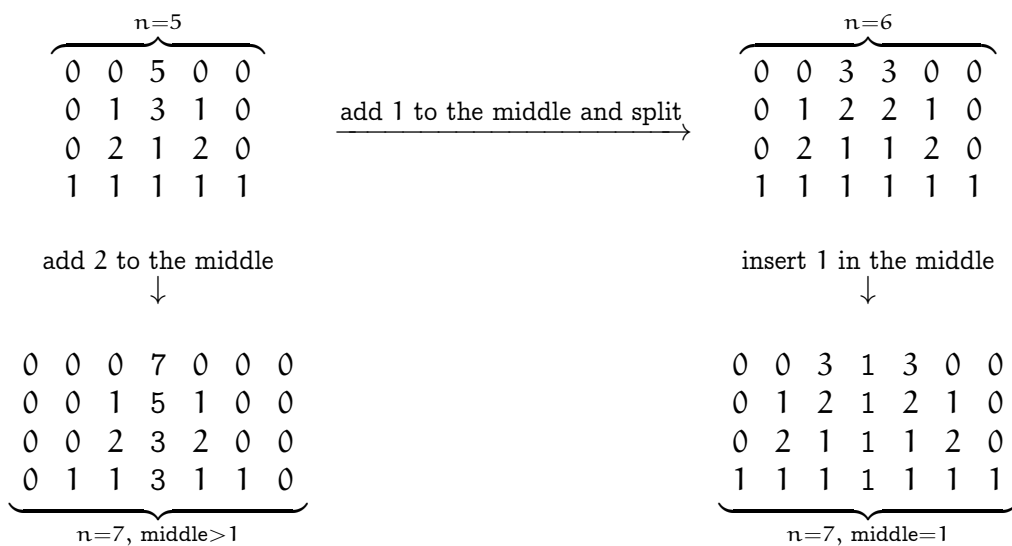 n=5
0 0 5 0 0
0 1 3 1 0
0 2 1 2 0
1 1 1 1 1
add 1 to the middle and split
n=6
0 0 3 3 0 0
0 1 2 2 1 0
0 2 1 1 2 0
1 1 1 1 1 1
add 2 to the middle
↓
insert 1 in the middle
↓
0 0 0 7 0 0 0
0 0 1 5 1 0 0
0 0 2 3 2 0 0
0 1 1 3 1 1 0
n=7, middle>1
0 0 3 1 3 0 0
0 1 2 1 2 1 0
0 2 1 1 1 2 0
1 1 1 1 1 1 1
n=7, middle=1